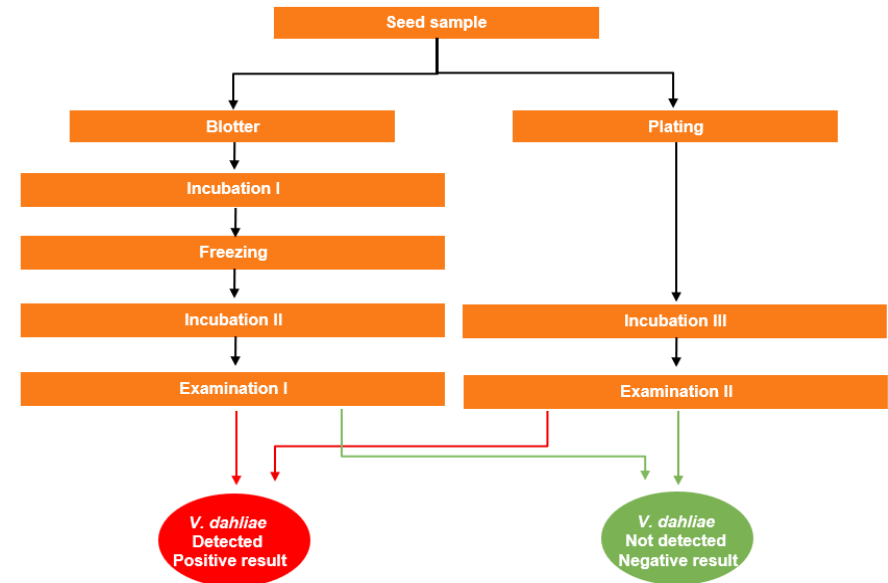 Seed sample
Blotter
Plating
Incubation I
Freezing
Incubation II
Incubation III
Examination I
Examination II
V. dahliae
Detected
Positive result
V. dahliae
Not detected
Negative result